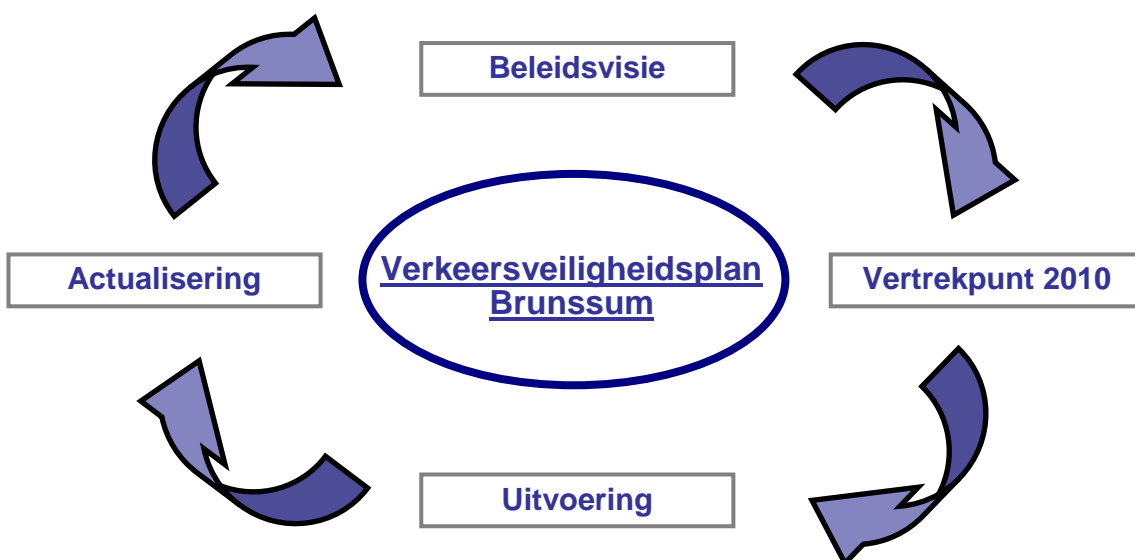 Beleidsvisie
Actualisering
Verkeersveiligheidsplan
Brunssum
Vertrekpunt 2010
Uitvoering